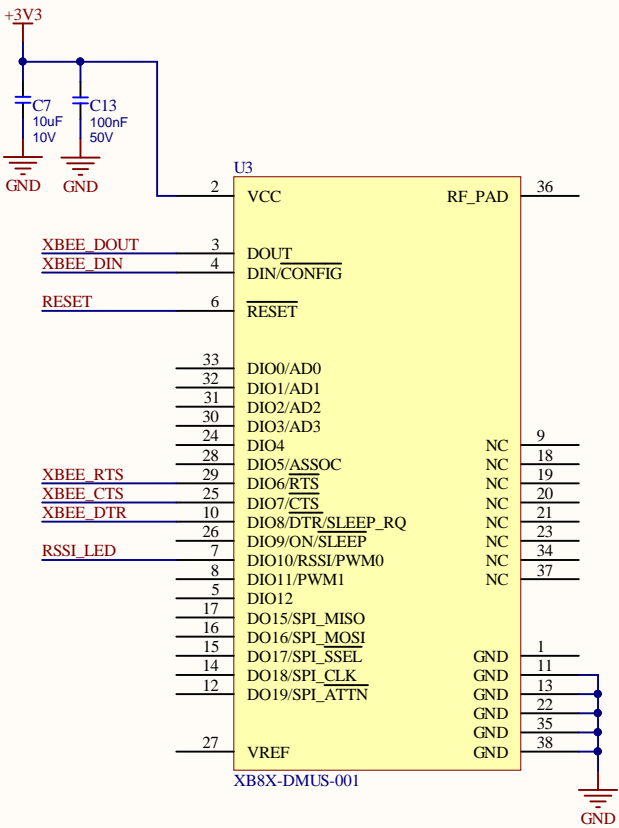 +3V3
C7
10uF
10V
C13
100nF
50V
GND
GND
U3
2 VCC
RF_PAD 36
XBEE_DOUT 3 DOUT
XBEE_DIN 4 DIN/CONFIG
RESET 6 RESET
33 DIO0/AD0
32 DIO1/AD1
31 DIO2/AD2
30 DIO3/AD3
24 DIO4
NC 9
28 DIO5/ASSOC
NC 18
XBEE_RTS 29 DIO6/RTS
NC 19
XBEE_CTS 25 DIO7/CTS
NC 20
XBEE_DTR 10 DIO8/DTR/SLEEP_RQ
NC 21
26 DIO9/ON/SLEEP
NC 23
RSSI_LED 7 DIO10/RSSI/PWM0
NC 34
8 DIO11/PWM1
NC 37
5 DIO12
17 DO15/SPI_MISO
16 DO16/SPI_MOSI
15 DO17/SPI_SSEL
GND 1
14 DO18/SPI_CLK
GND 11
12 DO19/SPI_ATTN
GND 13
GND 22
GND 35
27 VREF
GND 38
XB8X-DMUS-001
GND